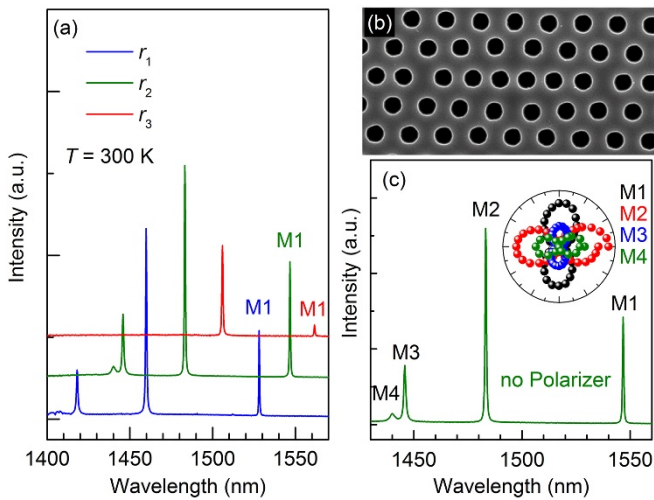 (a)
r1
r2
r3
T = 300 K
M1
M1
M1
Intensity (a.u.)
1400 1450 1500 1550
Wavelength (nm)
(b)
(c)
M1
M2
M3
M4
M2
M1
M3
M4
no Polarizer
Intensity (a.u.)
1450 1500 1550
Wavelength (nm)